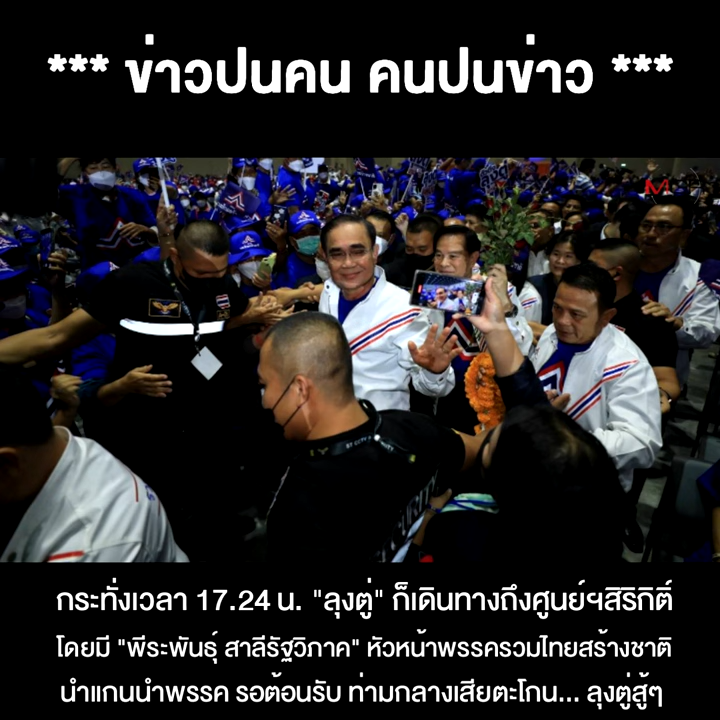 *** ข่าวปนคน คนปนข่าว ***
M
กระทั่งเวลา 17.24 น. "ลุงตู่" ก็เดินทางถึงศูนย์ฯสิริกิติ์
โดยมี "พีระพันธุ์ สาลีรัฐวิภาค" หัวหน้าพรรครวมไทยสร้างชาติ
นำแกนนำพรรค รอต้อนรับ ท่ามกลางเสียตะโกน... ลุงตู่สู้ๆ